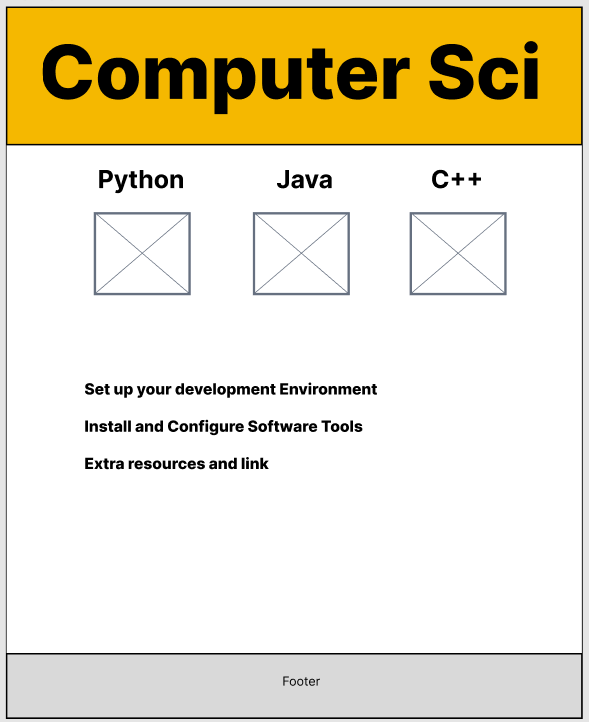 Computer Sci
Python Java C++
Set up your development Environment
Install and Configure Software Tools
Extra resources and link
Footer